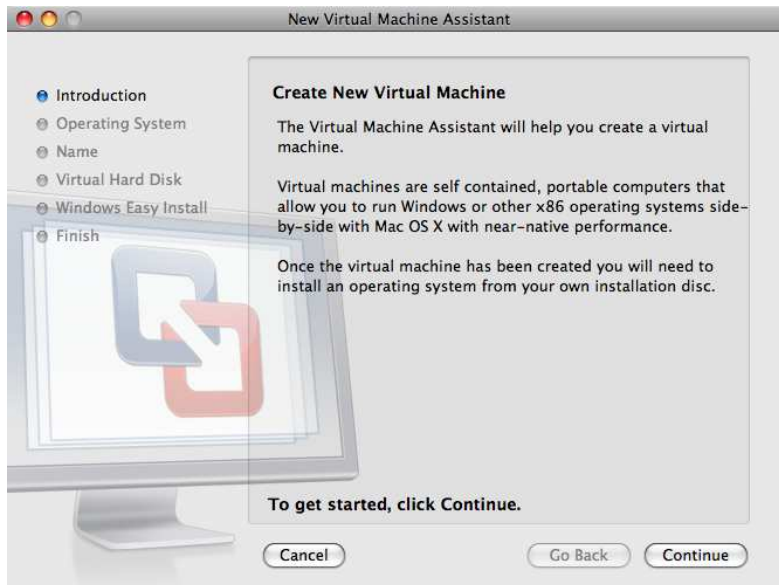 New Virtual Machine Assistant
Introduction
Operating System
Name
Virtual Hard Disk
Windows Easy Install
Finish
Create New Virtual Machine
The Virtual Machine Assistant will help you create a virtual
machine.
Virtual machines are self contained, portable computers that
allow you to run Windows or other x86 operating systems side-
by-side with Mac OS X with near-native performance.
Once the virtual machine has been created you will need to
install an operating system from your own installation disc.
To get started, click Continue.
Cancel
Go Back
Continue